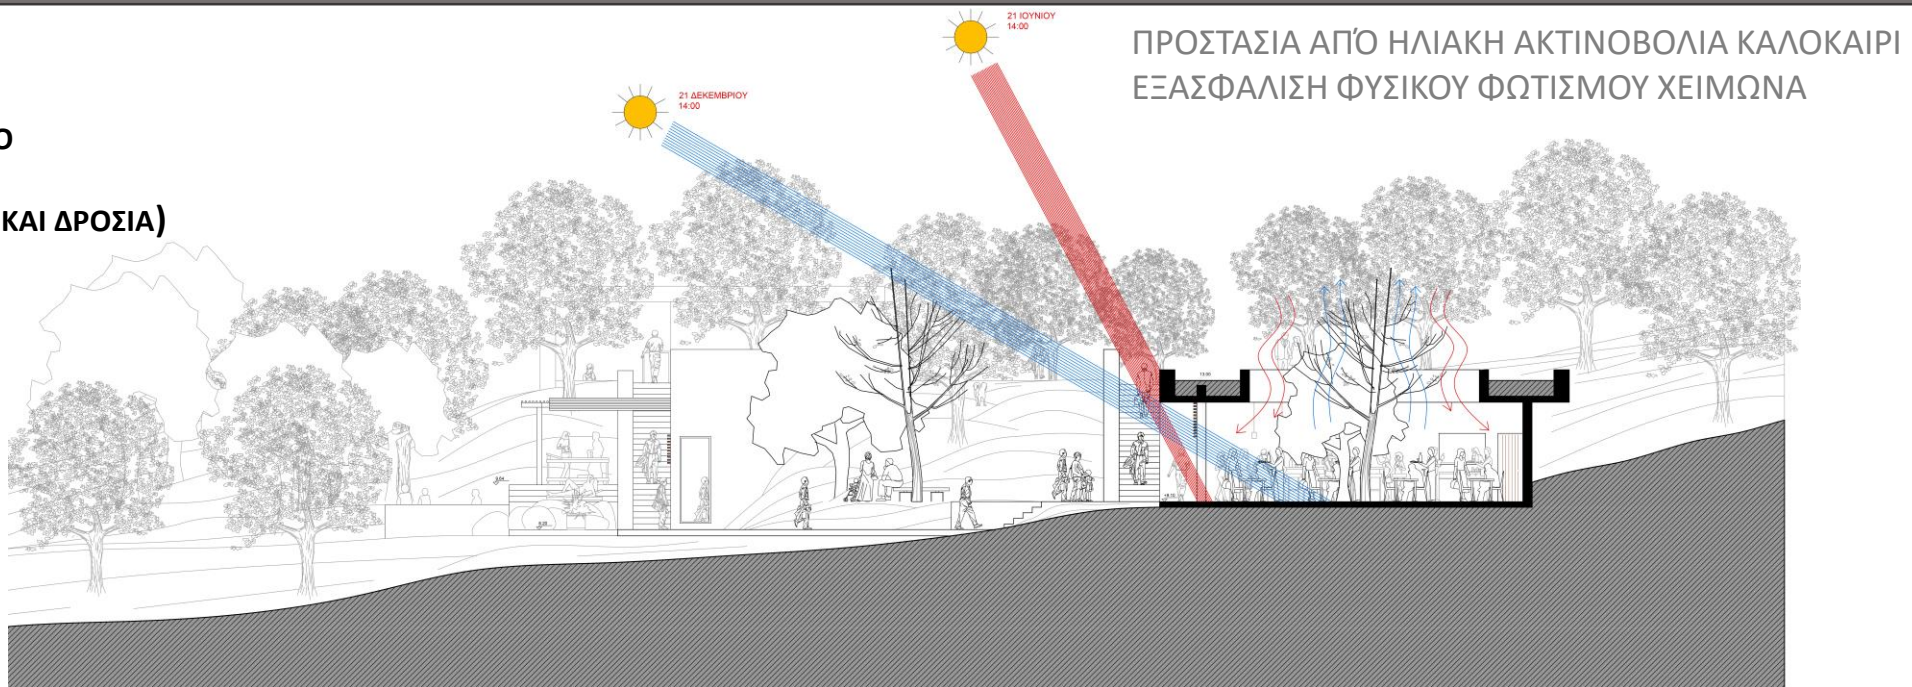 21 ΙΟΥΝΙΟΥ
14:00
ΠΡΟΣΤΑΣΙΑ ΑΠΌ ΗΛΙΑΚΗ ΑΚΤΙΝΟΒΟΛΙΑ ΚΑΛΟΚΑΙΡΙ
ΕΞΑΣΦΑΛΙΣΗ ΦΥΣΙΚΟΥ ΦΩΤΙΣΜΟΥ ΧΕΙΜΩΝΑ
21 ΔΕΚΕΜΒΡΙΟΥ
14:00
Ο
ΚΑΙ ΔΡΟΣΙΑ)